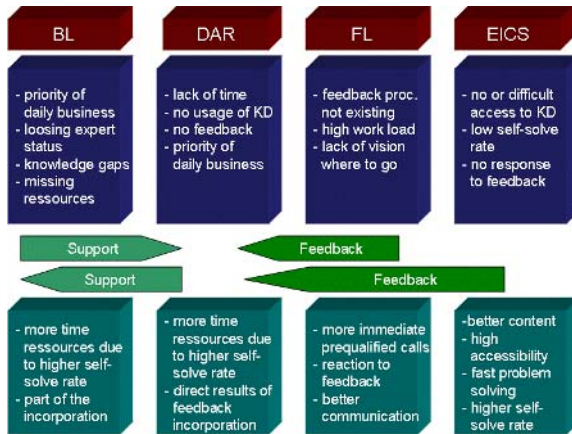 BL
DAR
FL
EICS
- priority of
daily business
- loosing expert
status
- knowledge gaps
- missing
ressources
- lack of time
- no usage of KD
- no feedback
- priority of
daily business
- feedback proc.
not existing
- high work load
- lack of vision
where to go
- no or difficult
access to KD
- low self-solve
rate
- no response
to feedback
Support
Feedback
Support
Feedback
- more time
ressources due
to higher self-
solve rate
- part of the
incorporation
- more time
ressources due
to higher self-
solve rate
- direct results of
feedback
incorporation
- more immediate
prequalified calls
- reaction to
feedback
- better
communication
-better content
- high
accessibility
- fast problem
solving
- higher self-
solve rate